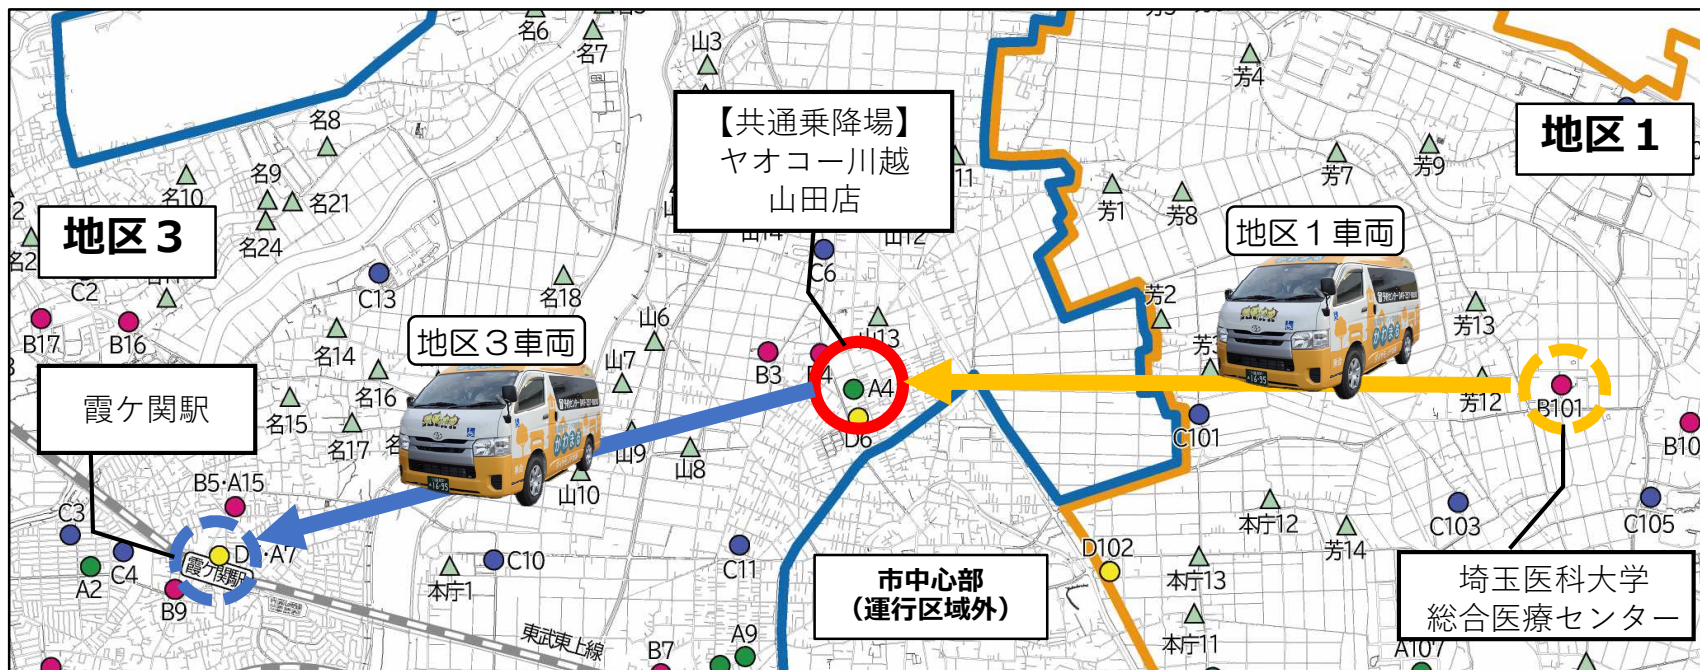 名6
名7
山3
芳4
【共通乗降場】
ヤオコー川越
山田店
地区１
名8
芳7
芳9
名10
名9
名21
名24
芳1
芳8
地区３
山12
地区１車両
C2
C13
名18
C6
芳2
芳13
B17
B16
名14
地区３車両
山6
山7
山13
B3
A4
霞ケ関駅
名16
名15
名17
芳12
B101
D6
C101
B10
山9
山8
山10
B5･A15
C3
A2
C4
A7
霞ケ関駅
B9
本庁1
C10
C11
市中心部
（運行区域外）
D102
本庁12
芳14
C103
C105
本庁13
本庁11
埼玉医科大学
総合医療センター
東武東上線
B7
A9
A107